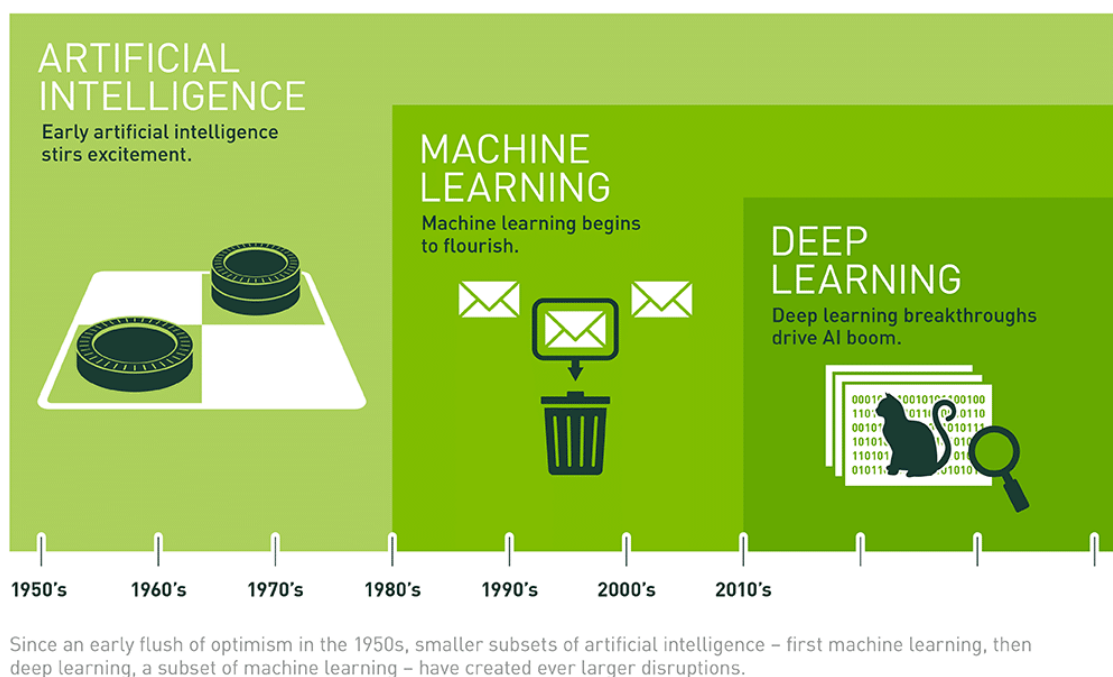 ARTIFICIAL
INTELLIGENCE
Early artificial intelligence
stirs excitement.
MACHINE
LEARNING
Machine learning begins
to flourish.
DEEP
LEARNING
Deep learning breakthroughs
drive AI boom.
1950's
1960's
1970's
1980's
1990's
2000's
2010's
Since an early flush of optimism in the 1950s, smaller subsets of artificial intelligence – first machine learning, then
deep learning, a subset of machine learning – have created ever larger disruptions.